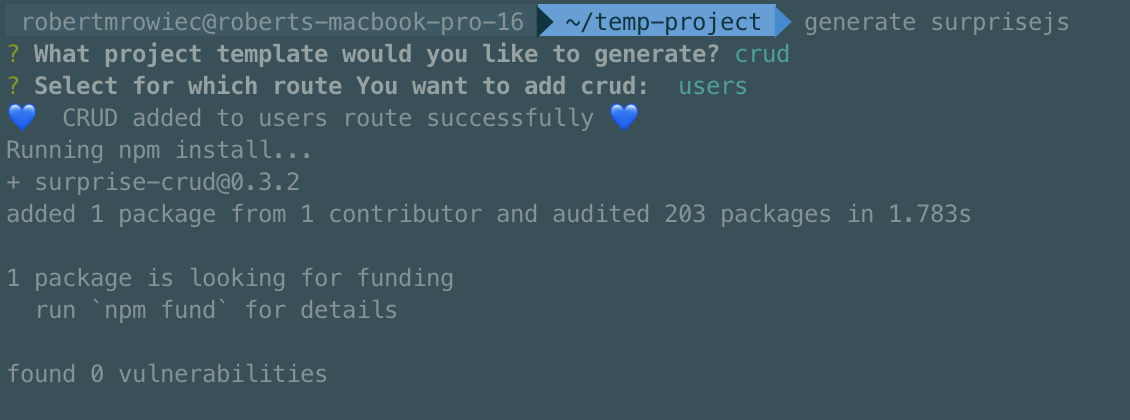 robertmrowiec@roberts-macbook-pro-16 ~/temp-project generate surprisejs
? What project template would you like to generate? crud
? Select for which route You want to add crud: users
💙 CRUD added to users route successfully 💙
Running npm install...
+ surprise-crud@0.3.2
added 1 package from 1 contributor and audited 203 packages in 1.783s
1 package is looking for funding
run `npm fund` for details
found 0 vulnerabilities